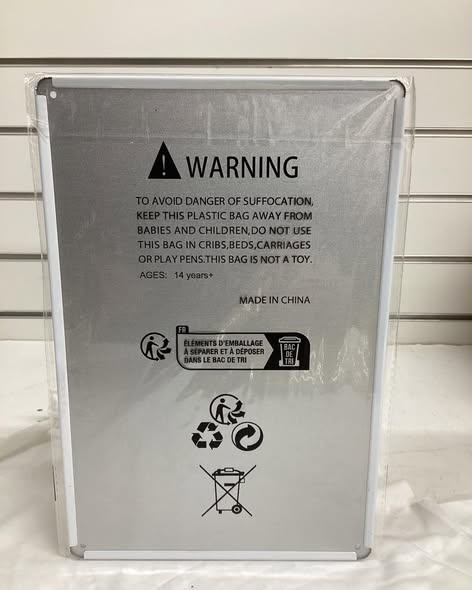 WARNING
TO AVOID DANGER OF SUFFOCATION,
KEEP THIS PLASTIC BAG AWAY FROM
BABIES AND CHILDREN,DO NOT USE
THIS BAG IN CRIBS,BEDS,CARRIAGES
OR PLAY PENS.THIS BAG IS NOT A TOY.
AGES: 14 years+
MADE IN CHINA
FR
ÉLÉMENTS D'EMBALLAGE
À SÉPARER ET À DÉPOSER
DANS LE BAC DE TRI
BAC
DE
TRI